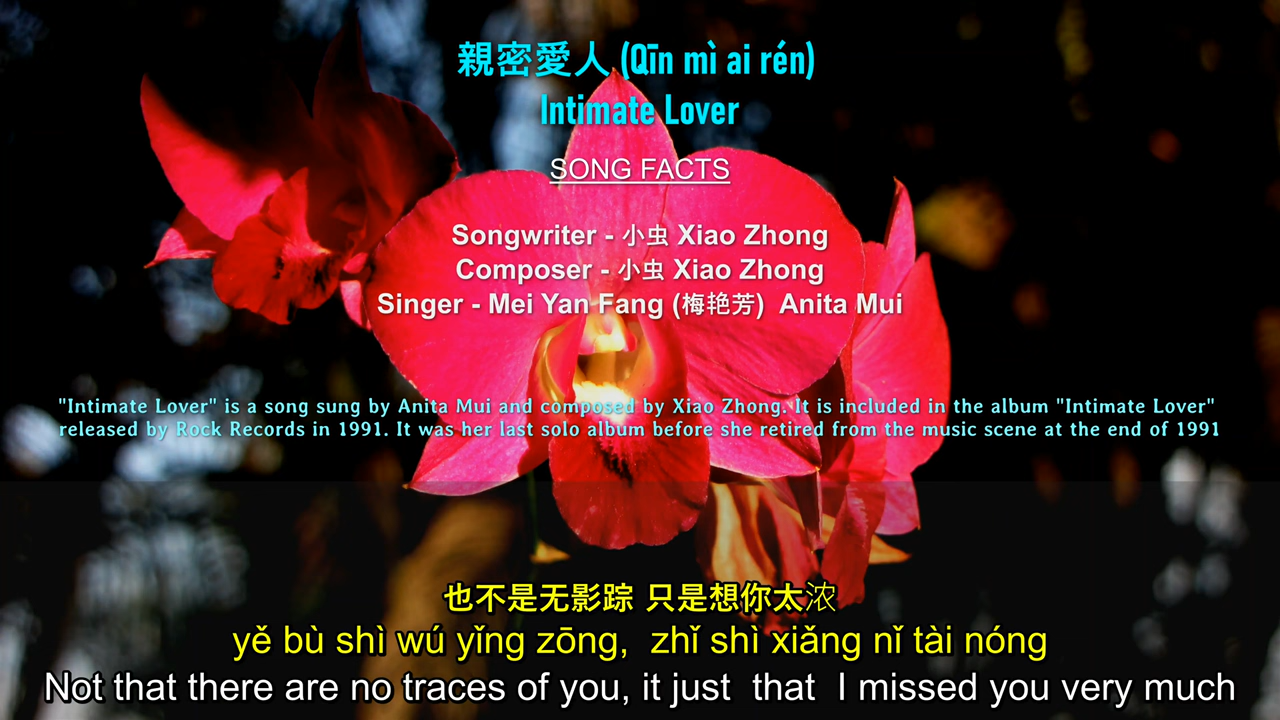 親密愛人 (Qīn mì ai rén)
Intimate Lover
SONG FACTS
Songwriter - 小虫 Xiao Zhong
Composer - 小虫 Xiao Zhong
Singer - Mei Yan Fang (梅艳芳)  Anita Mui
"Intimate Lover" is a song sung by Anita Mui and composed by Xiao Zhong. It is included in the album "Intimate Lover"
released by Rock Records in 1991. It was her last solo album before she retired from the music scene at the end of 1991
也不是无影踪 只是想你太浓
yě bù shì wú yǐng zōng,  zhǐ shì xiǎng nǐ tài nóng
Not that there are no traces of you, it just  that  I missed you very much